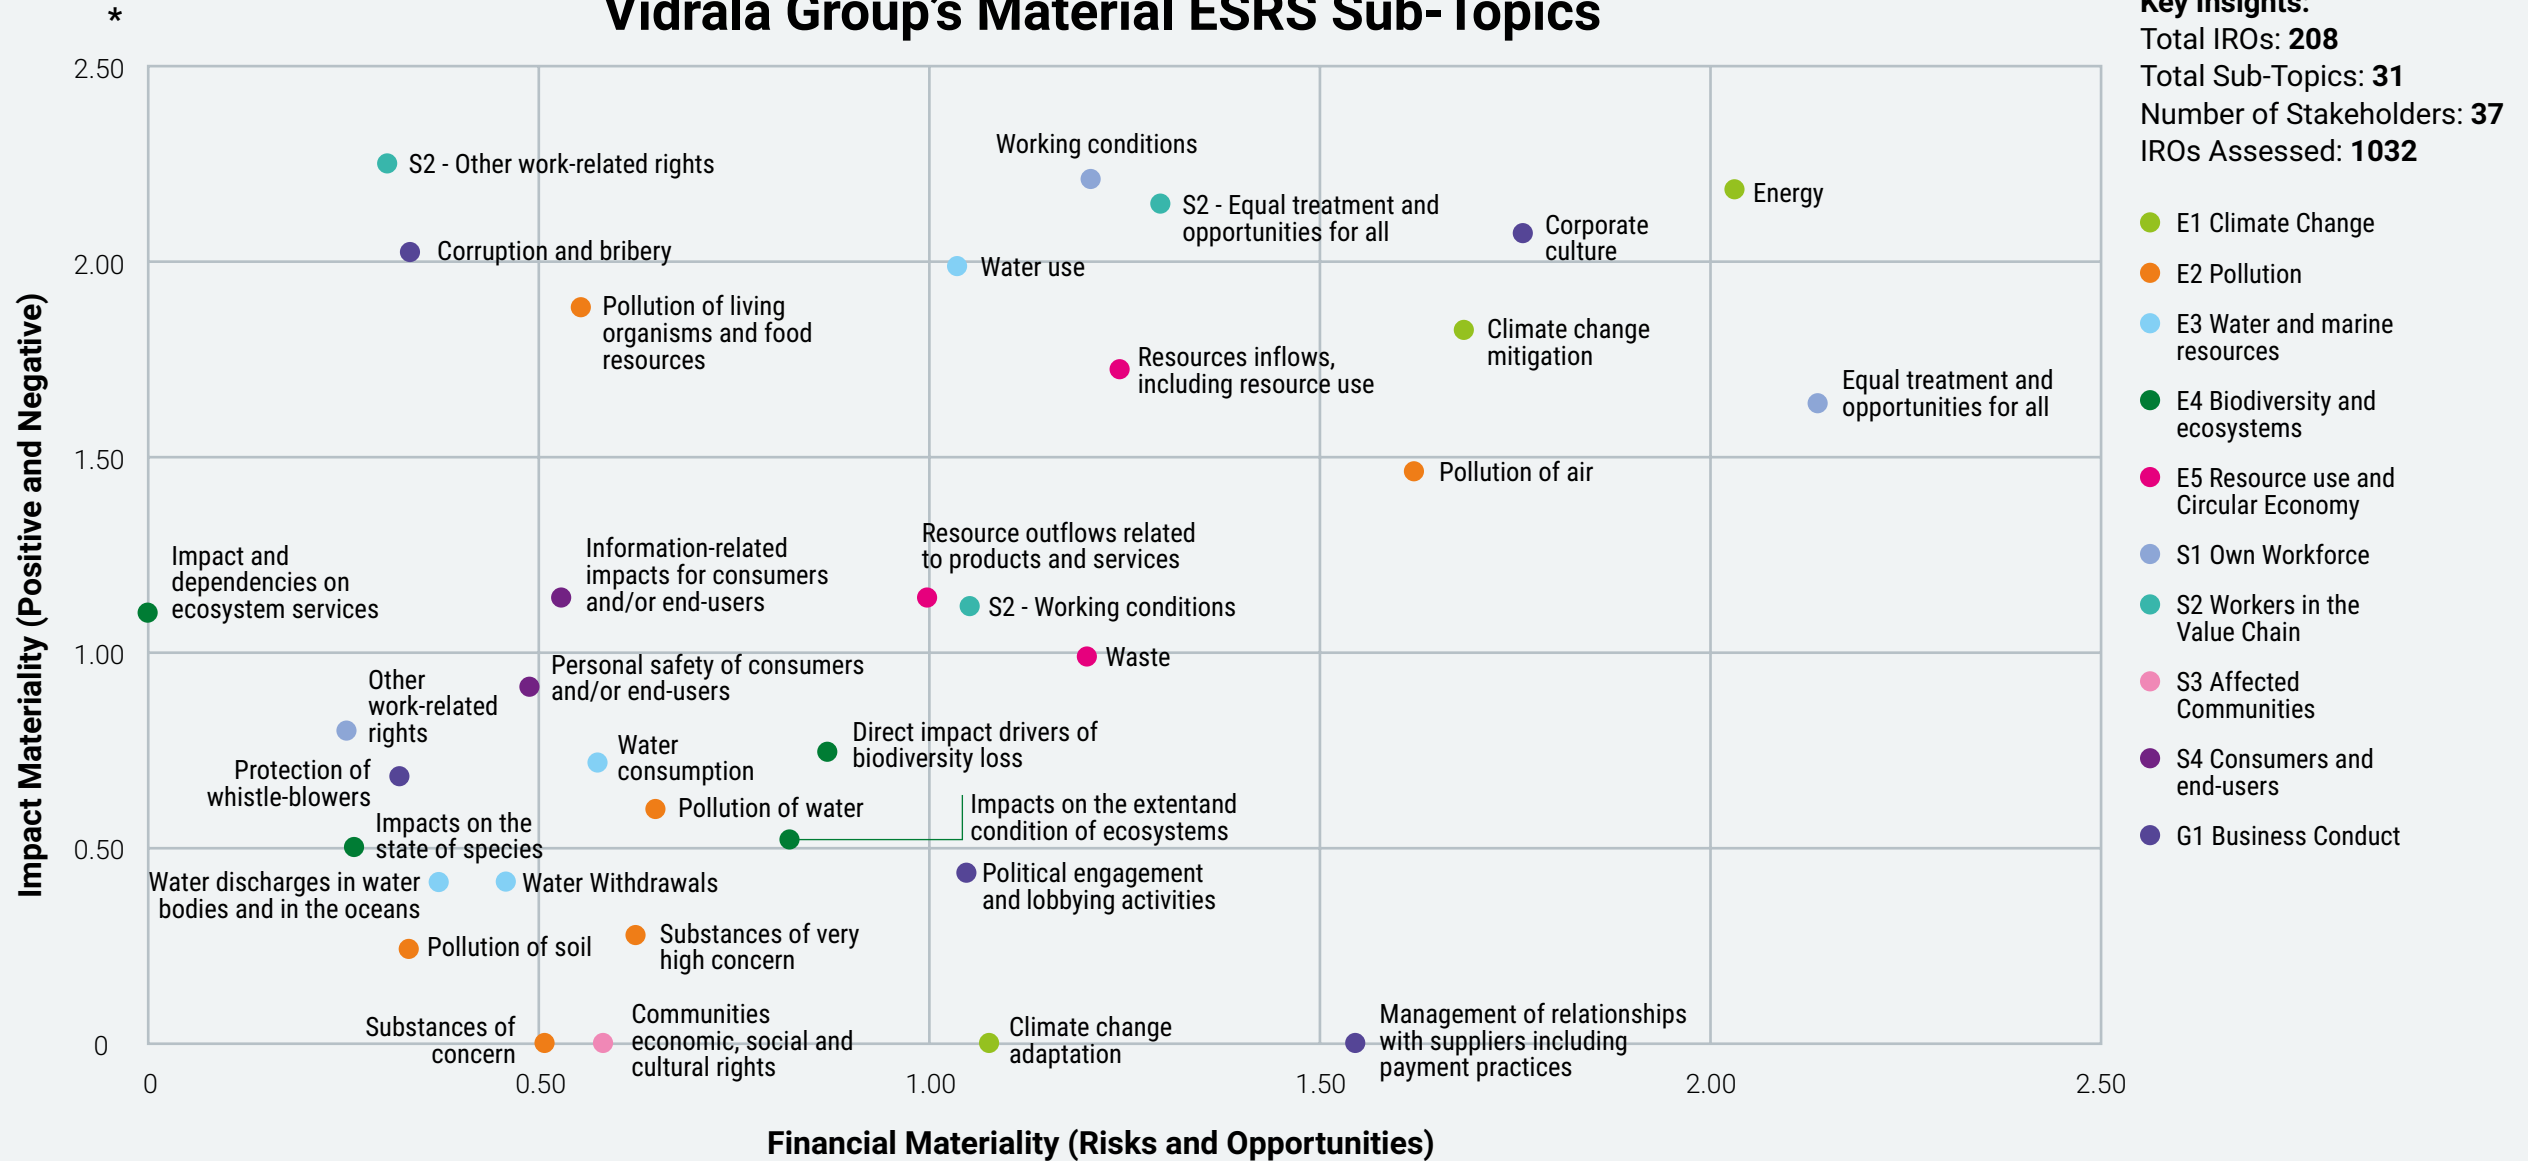 *
Vidrala Group's Material ESRS Sub-Topics
Key Insights:
Total IROs: 208
Total Sub-Topics: 31
Number of Stakeholders: 37
IROs Assessed: 1032
E1 Climate Change
E2 Pollution
E3 Water and marine
resources
E4 Biodiversity and
ecosystems
E5 Resource use and
Circular Economy
S1 Own Workforce
S2 Workers in the
Value Chain
S3 Affected
Communities
S4 Consumers and
end-users
G1 Business Conduct
Impact Materiality (Positive and Negative)
2.50
2.00
1.50
1.00
0.50
0
Working conditions
S2 - Other work-related rights
Energy
S2 - Equal treatment and
opportunities for all
Corporate
culture
Corruption and bribery
Water use
Pollution of living
organisms and food
resources
Climate change
mitigation
Resources inflows,
including resource use
Equal treatment and
opportunities for all
Pollution of air
Resource outflows related
to products and services
Information-related
impacts for consumers
and/or end-users
Impact and
dependencies on
ecosystem services
S2 - Working conditions
Waste
Personal safety of consumers
and/or end-users
Other
work-related
rights
Direct impact drivers of
biodiversity loss
Water
consumption
Protection of
whistle-blowers
Pollution of water
Impacts on the extentand
condition of ecosystems
Impacts on the
state of species
Political engagement
and lobbying activities
Water discharges in water
bodies and in the oceans
Water Withdrawals
Substances of very
high concern
Pollution of soil
Substances of
concern
Communities
economic, social and
cultural rights
Climate change
adaptation
Management of relationships
with suppliers including
payment practices
0
0.50
1.00
1.50
2.00
2.50
Financial Materiality (Risks and Opportunities)